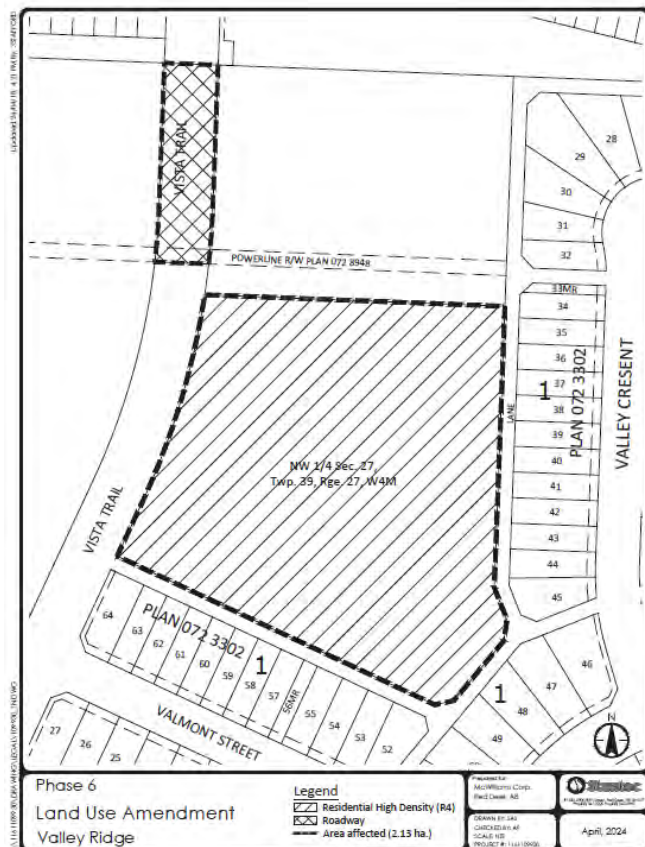 VISTA TRAIL
POWERLINE R/W PLAN 072 8948
28
29
30
31
32
33MR
34
35
36
37
38
39
40
41
42
43
44
45
1
PLAN 072 3302
LANE
VALLEY CRESENT
NW 1/4 Sec. 27,
Twp. 39, Rge. 27, W4M
VISTA TRAIL
PLAN 072 3302
1
64
63
62
61
60
59
58
57
56MR
55
54
53
52
1
46
47
48
49
VALMONT STREET
27
26
25
N
Phase 6
Land Use Amendment
Valley Ridge
Legend
Residential High Density (R4)
Roadway
Area affected (2.13 ha.)
Prepared for
McWilliams Corp.
Red Deer, AB
Stantec
April, 2024